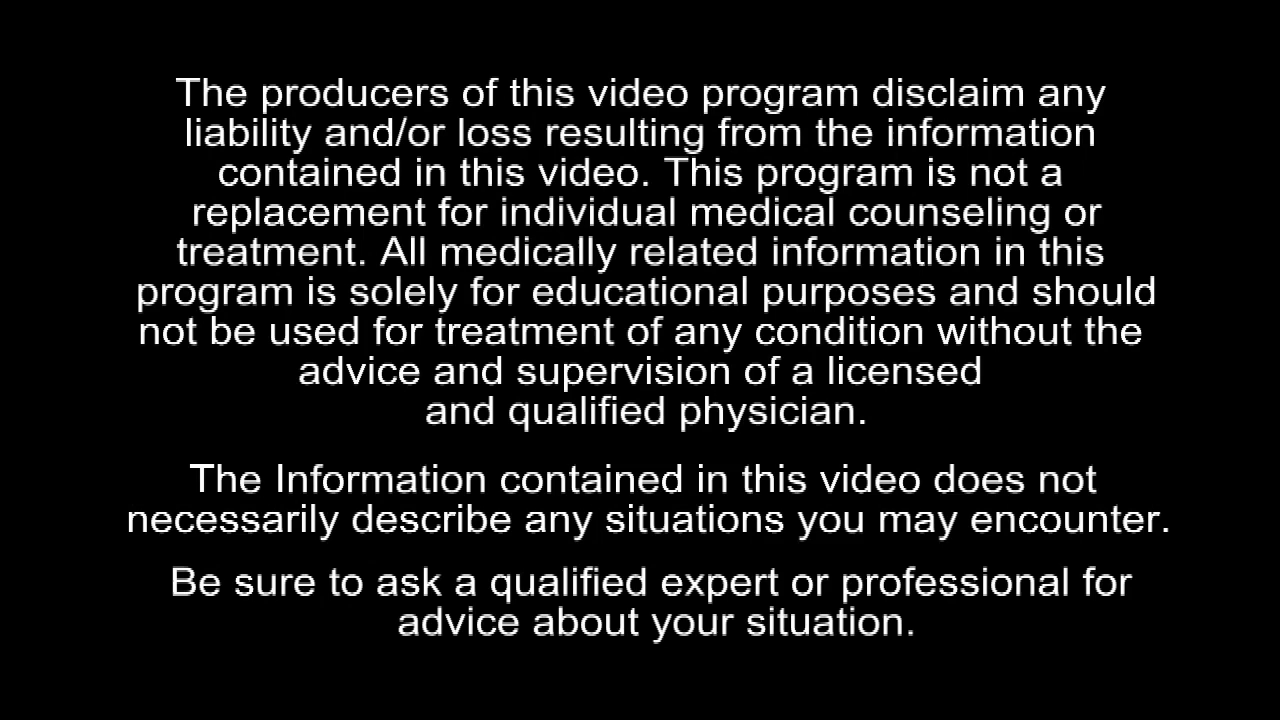 The producers of this video program disclaim any
liability and/or loss resulting from the information
contained in this video. This program is not a
replacement for individual medical counseling or
treatment. All medically related information in this
program is solely for educational purposes and should
not be used for treatment of any condition without the
advice and supervision of a licensed
and qualified physician.
The Information contained in this video does not
necessarily describe any situations you may encounter.
Be sure to ask a qualified expert or professional for
advice about your situation.